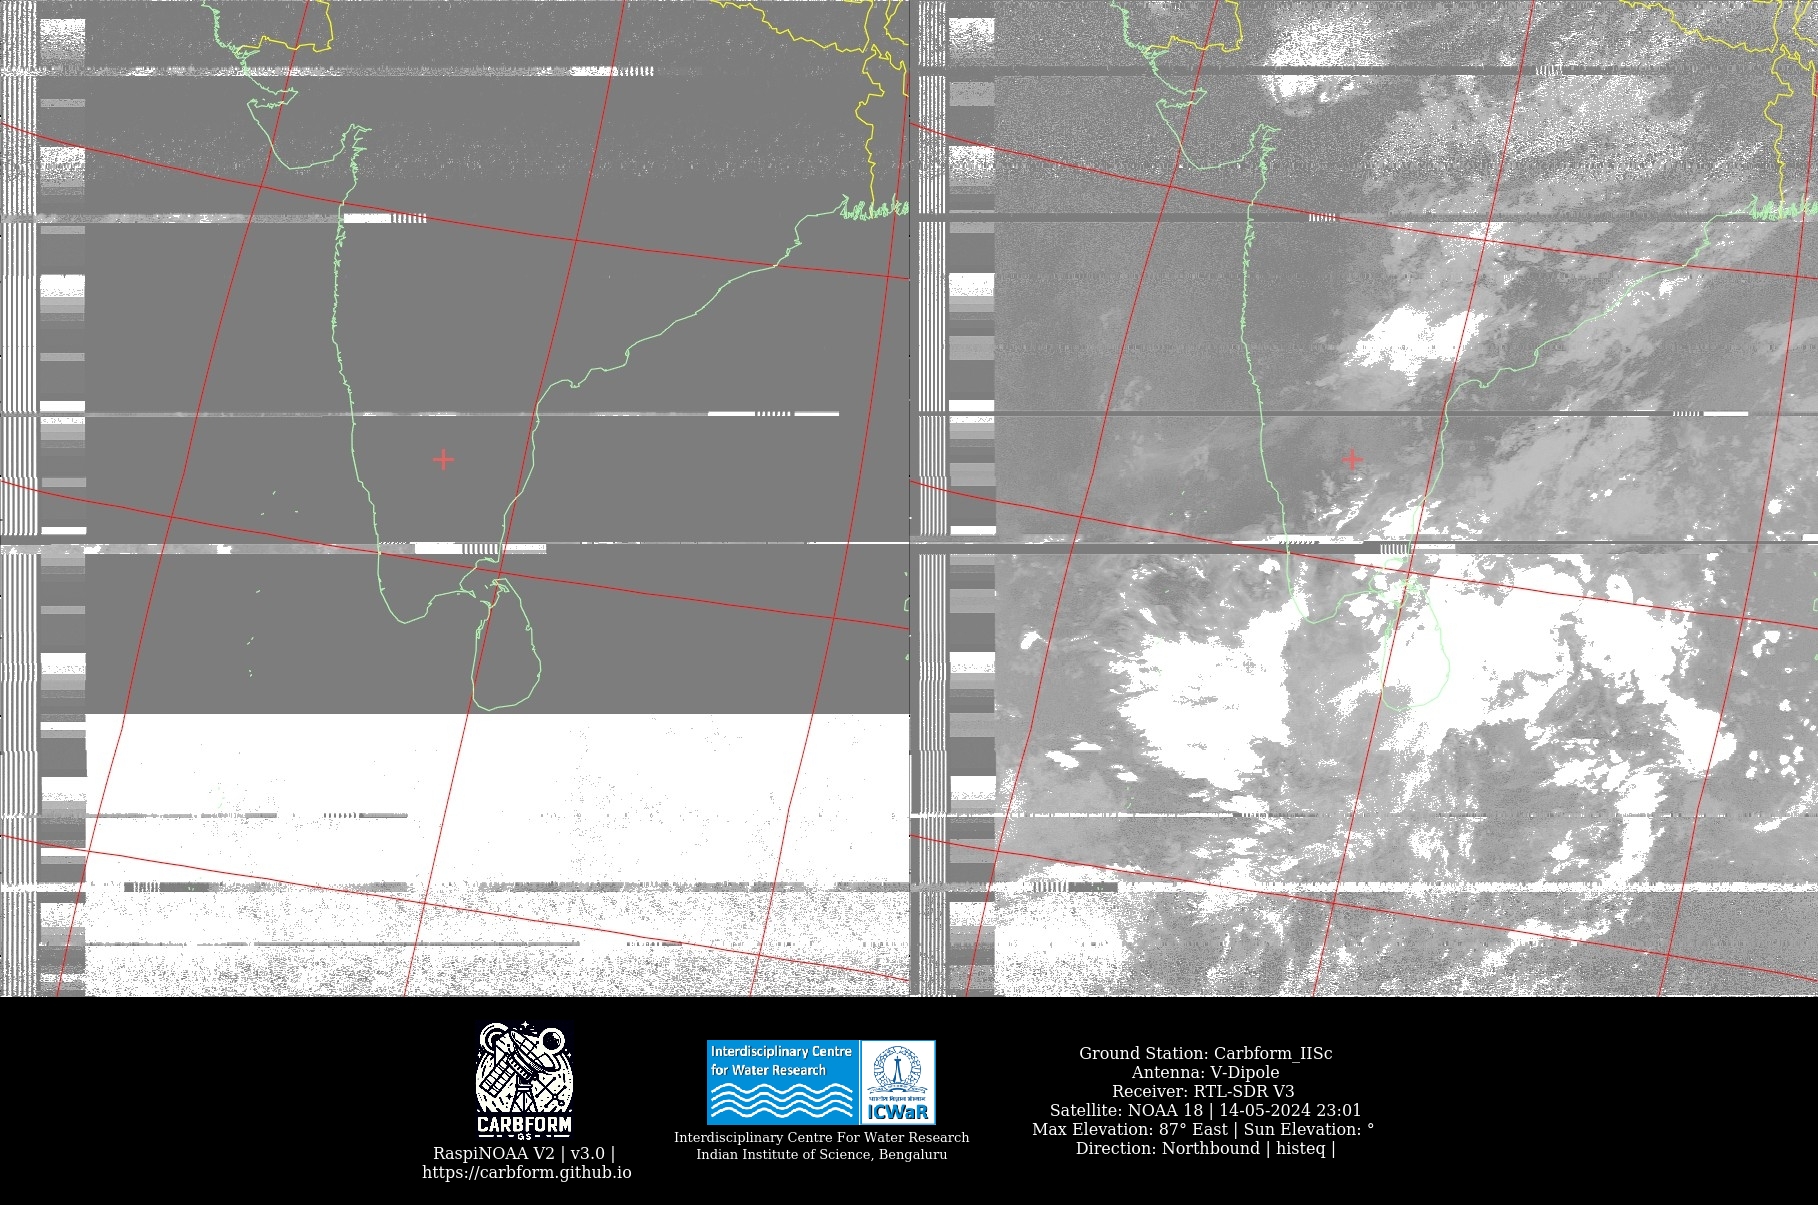 CARBFORM
GS
RaspiNOAA V2 | v3.0 |
https://carbform.github.io
Interdisciplinary Centre
for Water Research
ICWaR
Interdisciplinary Centre For Water Research
Indian Institute of Science, Bengaluru
Ground Station: Carbform_IISc
Antenna: V-Dipole
Receiver: RTL-SDR V3
Satellite: NOAA 18 | 14-05-2024 23:01
Max Elevation: 87° East | Sun Elevation: °
Direction: Northbound | histeq |